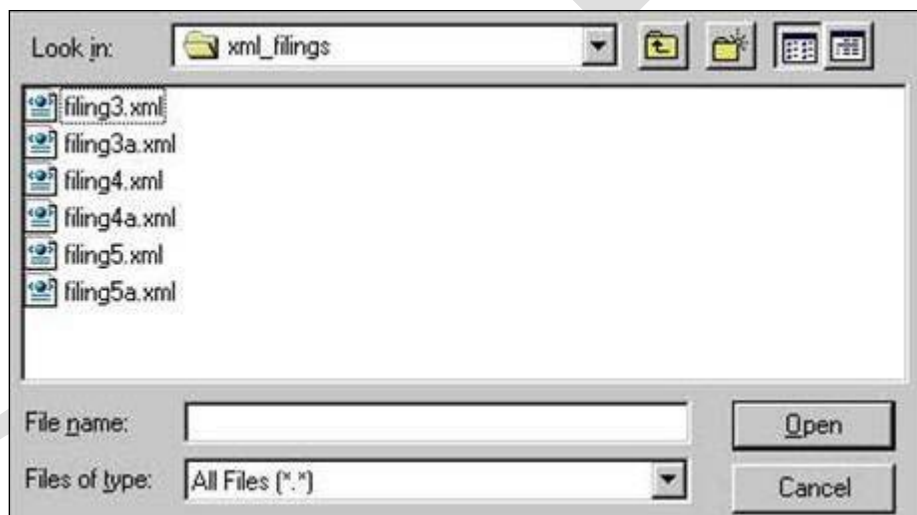 Look in: xml_filings
filing3.xml
filing3a.xml
filing4.xml
filing4a.xml
filing5.xml
filing5a.xml
File name: Open
Files of type: All Files (*.*) Cancel